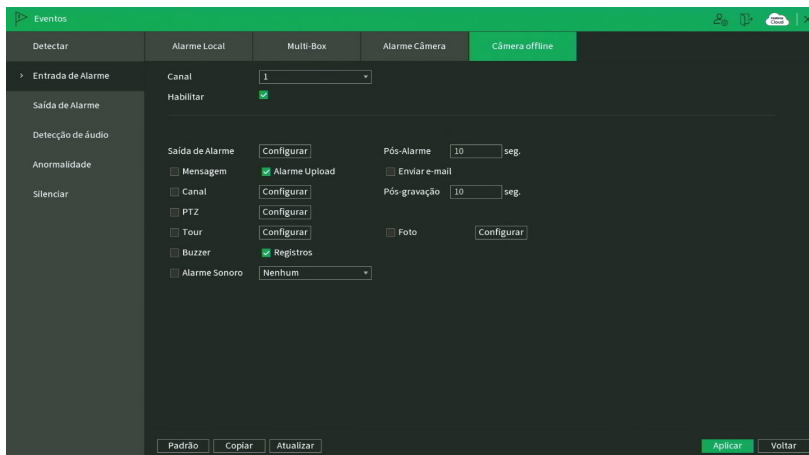 Eventos
Cloud
Detectar
Alarme Local
Multi-Box
Alarme Câmera
Câmera offline
Entrada de Alarme
Saída de Alarme
Detecção de áudio
Anormalidade
Silenciar
Canal
1
Habilitar
Saída de Alarme
Configurar
Pós-Alarme
10
seg.
Mensagem
Alarme Upload
Enviar e-mail
Canal
Configurar
Pós-gravação
10
seg.
PTZ
Configurar
Tour
Configurar
Foto
Configurar
Buzzer
Registros
Alarme Sonoro
Nenhum
Padrão
Copiar
Atualizar
Aplicar
Voltar